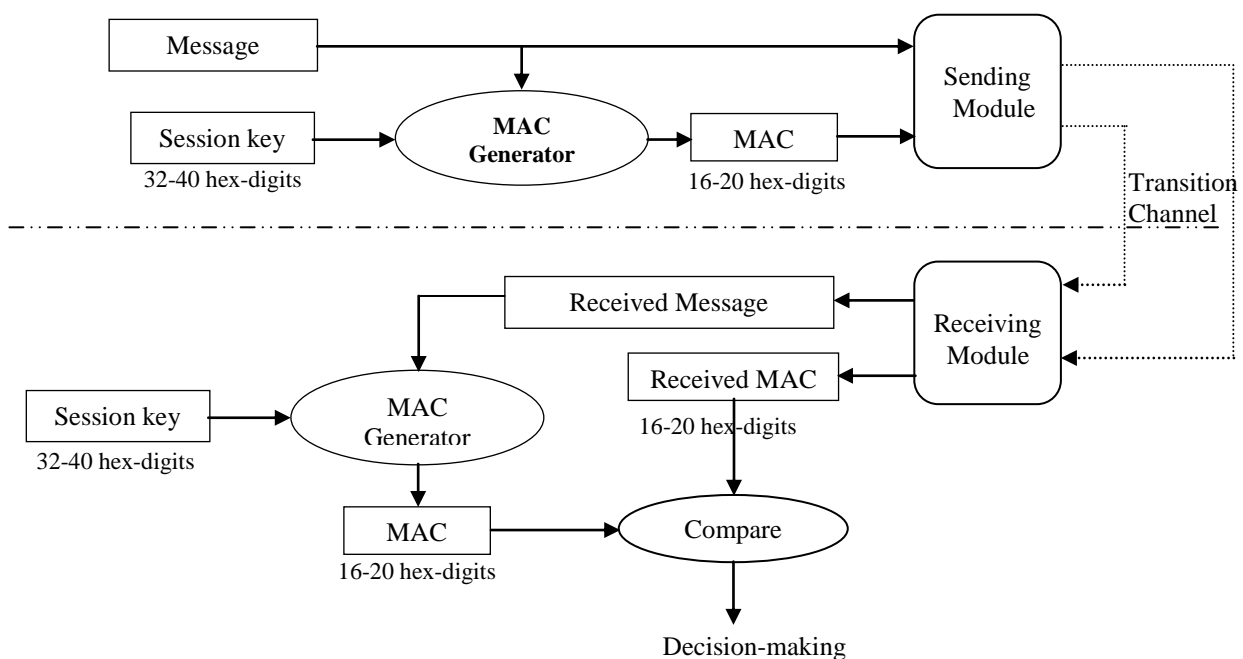 Message
Sending
Module
Session key
32-40 hex-digits
MAC
Generator
MAC
16-20 hex-digits
Transition
Channel
Received Message
Receiving
Module
Received MAC
16-20 hex-digits
Session key
32-40 hex-digits
MAC
Generator
MAC
16-20 hex-digits
Compare
Decision-making